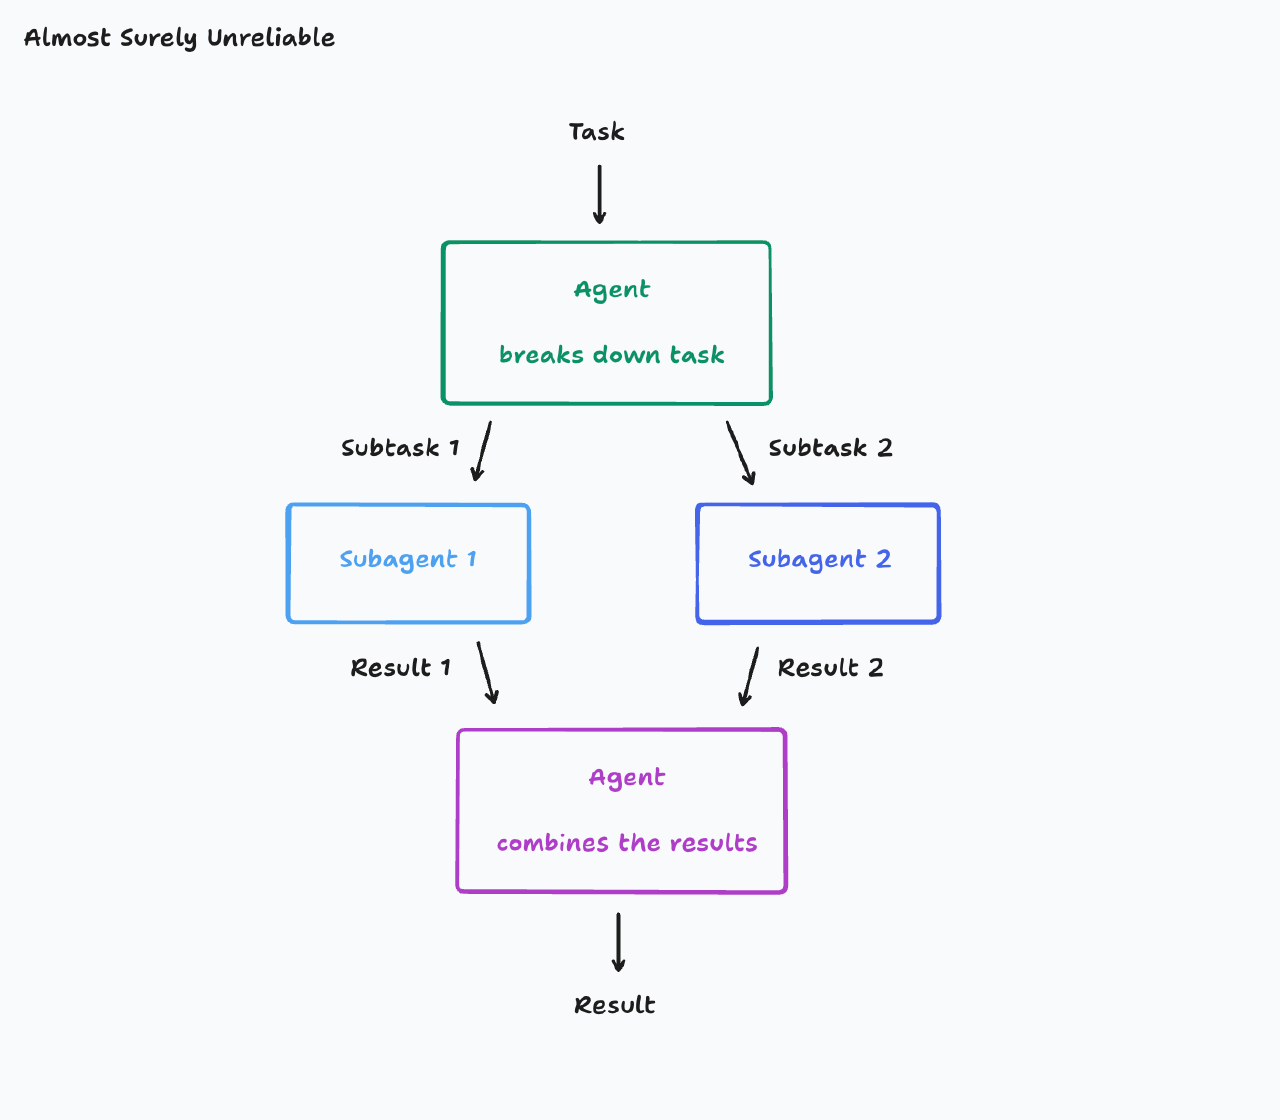 Almost Surely Unreliable
Task
Agent
breaks down task
Subtask 1
Subtask 2
Subagent 1
Subagent 2
Result 1
Result 2
Agent
combines the results
Result